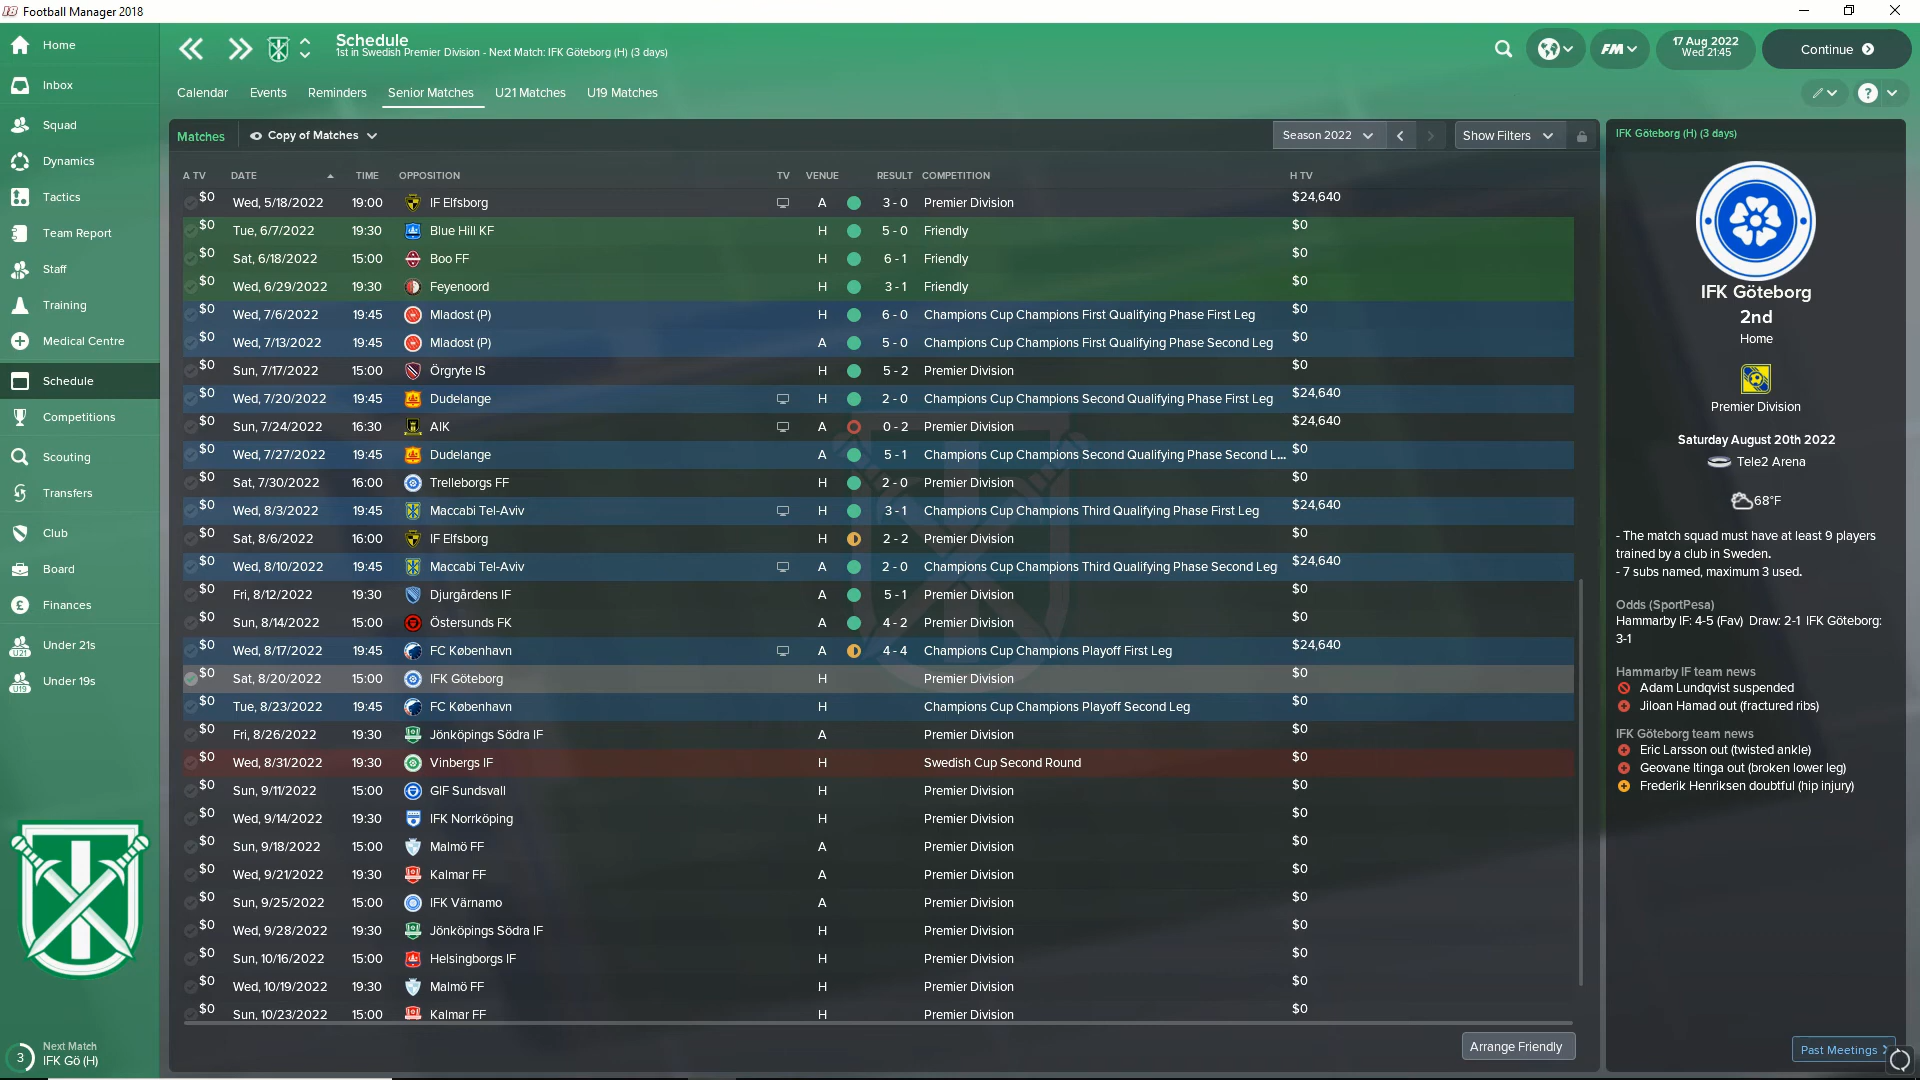 Football Manager 2018
Home
Inbox
Squad
Dynamics
Tactics
Team Report
Staff
Training
Medical Centre
Schedule
Competitions
Scouting
Transfers
Club
Board
Finances
U21 Under 21s
U19 Under 19s
3 Next Match
IFK Gö (H)
Schedule
1st in Swedish Premier Division - Next Match: IFK Göteborg (H) (3 days)
FM
17 Aug 2022
Wed 21:45
Continue
Calendar Events Reminders Senior Matches U21 Matches U19 Matches
Matches Copy of Matches Season 2022 Show Filters
A TV DATE TIME OPPOSITION TV VENUE RESULT COMPETITION H TV
$0 Wed, 5/18/2022 19:00 IF Elfsborg A 3 - 0 Premier Division $24,640
$0 Tue, 6/7/2022 19:30 Blue Hill KF H 5 - 0 Friendly $0
$0 Sat, 6/18/2022 15:00 Boo FF H 6 - 1 Friendly $0
$0 Wed, 6/29/2022 19:30 Feyenoord H 3 - 1 Friendly $0
$0 Wed, 7/6/2022 19:45 Mladost (P) H 6 - 0 Champions Cup Champions First Qualifying Phase First Leg $0
$0 Wed, 7/13/2022 19:45 Mladost (P) A 5 - 0 Champions Cup Champions First Qualifying Phase Second Leg $0
$0 Sun, 7/17/2022 15:00 Örgryte IS H 5 - 2 Premier Division $0
$0 Wed, 7/20/2022 19:45 Dudelange H 2 - 0 Champions Cup Champions Second Qualifying Phase First Leg $24,640
$0 Sun, 7/24/2022 16:30 AIK A 0 - 2 Premier Division $24,640
$0 Wed, 7/27/2022 19:45 Dudelange A 5 - 1 Champions Cup Champions Second Qualifying Phase Second L... $0
$0 Sat, 7/30/2022 16:00 Trelleborgs FF H 2 - 0 Premier Division $0
$0 Wed, 8/3/2022 19:45 Maccabi Tel-Aviv H 3 - 1 Champions Cup Champions Third Qualifying Phase First Leg $24,640
$0 Sat, 8/6/2022 16:00 IF Elfsborg H 2 - 2 Premier Division $0
$0 Wed, 8/10/2022 19:45 Maccabi Tel-Aviv A 2 - 0 Champions Cup Champions Third Qualifying Phase Second Leg $24,640
$0 Fri, 8/12/2022 19:30 Djurgårdens IF A 5 - 1 Premier Division $0
$0 Sun, 8/14/2022 15:00 Östersunds FK A 4 - 2 Premier Division $0
$0 Wed, 8/17/2022 19:45 FC København A 4 - 4 Champions Cup Champions Playoff First Leg $24,640
$0 Sat, 8/20/2022 15:00 IFK Göteborg H Premier Division $0
$0 Tue, 8/23/2022 19:45 FC København H Champions Cup Champions Playoff Second Leg $0
$0 Fri, 8/26/2022 19:30 Jönköpings Södra IF A Premier Division $0
$0 Wed, 8/31/2022 19:30 Vinbergs IF H Swedish Cup Second Round $0
$0 Sun, 9/11/2022 15:00 GIF Sundsvall H Premier Division $0
$0 Wed, 9/14/2022 19:30 IFK Norrköping H Premier Division $0
$0 Sun, 9/18/2022 15:00 Malmö FF A Premier Division $0
$0 Wed, 9/21/2022 19:30 Kalmar FF A Premier Division $0
$0 Sun, 9/25/2022 15:00 IFK Värnamo A Premier Division $0
$0 Wed, 9/28/2022 19:30 Jönköpings Södra IF H Premier Division $0
$0 Sun, 10/16/2022 15:00 Helsingborgs IF H Premier Division $0
$0 Wed, 10/19/2022 19:30 Malmö FF H Premier Division $0
$0 Sun, 10/23/2022 15:00 Kalmar FF H Premier Division $0
Arrange Friendly
IFK Göteborg (H) (3 days)
IFK Göteborg
2nd
Home
Premier Division
Saturday August 20th 2022
Tele2 Arena
68°F
- The match squad must have at least 9 players
trained by a club in Sweden.
- 7 subs named, maximum 3 used.
Odds (SportPesa)
Hammarby IF: 4-5 (Fav) Draw: 2-1 IFK Göteborg:
3-1
Hammarby IF team news
Adam Lundqvist suspended
Jiloan Hamad out (fractured ribs)
IFK Göteborg team news
Eric Larsson out (twisted ankle)
Geovane Itinga out (broken lower leg)
Frederik Henriksen doubtful (hip injury)
Past Meetings